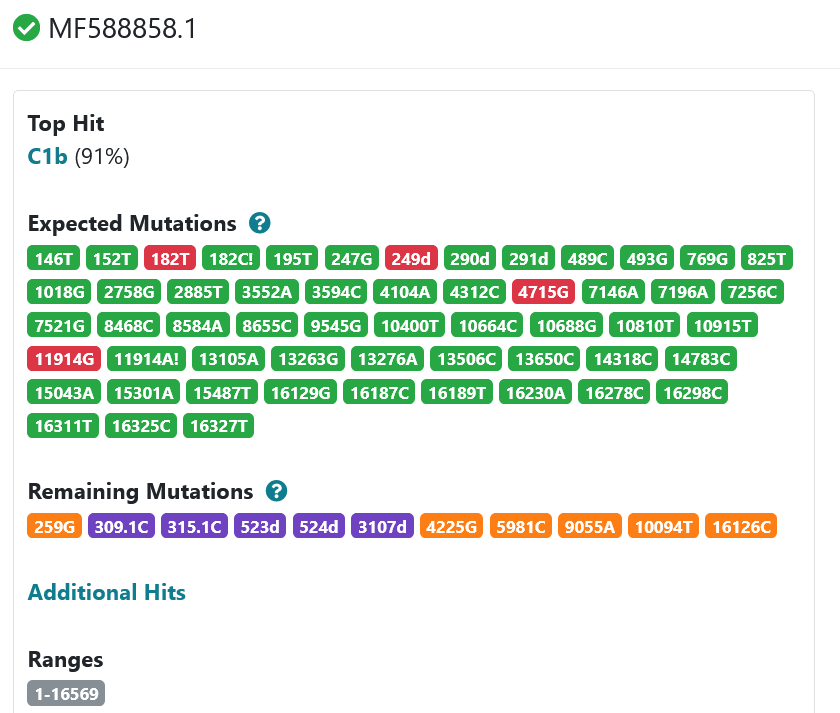 MF588858.1
Top Hit
C1b (91%)
Expected Mutations ?
146T 152T 182T 182C! 195T 247G 249d 290d 291d 489C 493G 769G 825T
1018G 2758G 2885T 3552A 3594C 4104A 4312C 4715G 7146A 7196A 7256C
7521G 8468C 8584A 8655C 9545G 10400T 10664C 10688G 10810T 10915T
11914G 11914A! 13105A 13263G 13276A 13506C 13650C 14318C 14783C
15043A 15301A 15487T 16129G 16187C 16189T 16230A 16278C 16298C
16311T 16325C 16327T
Remaining Mutations ?
259G 309.1C 315.1C 523d 524d 3107d 4225G 5981C 9055A 10094T 16126C
Additional Hits
Ranges
1-16569